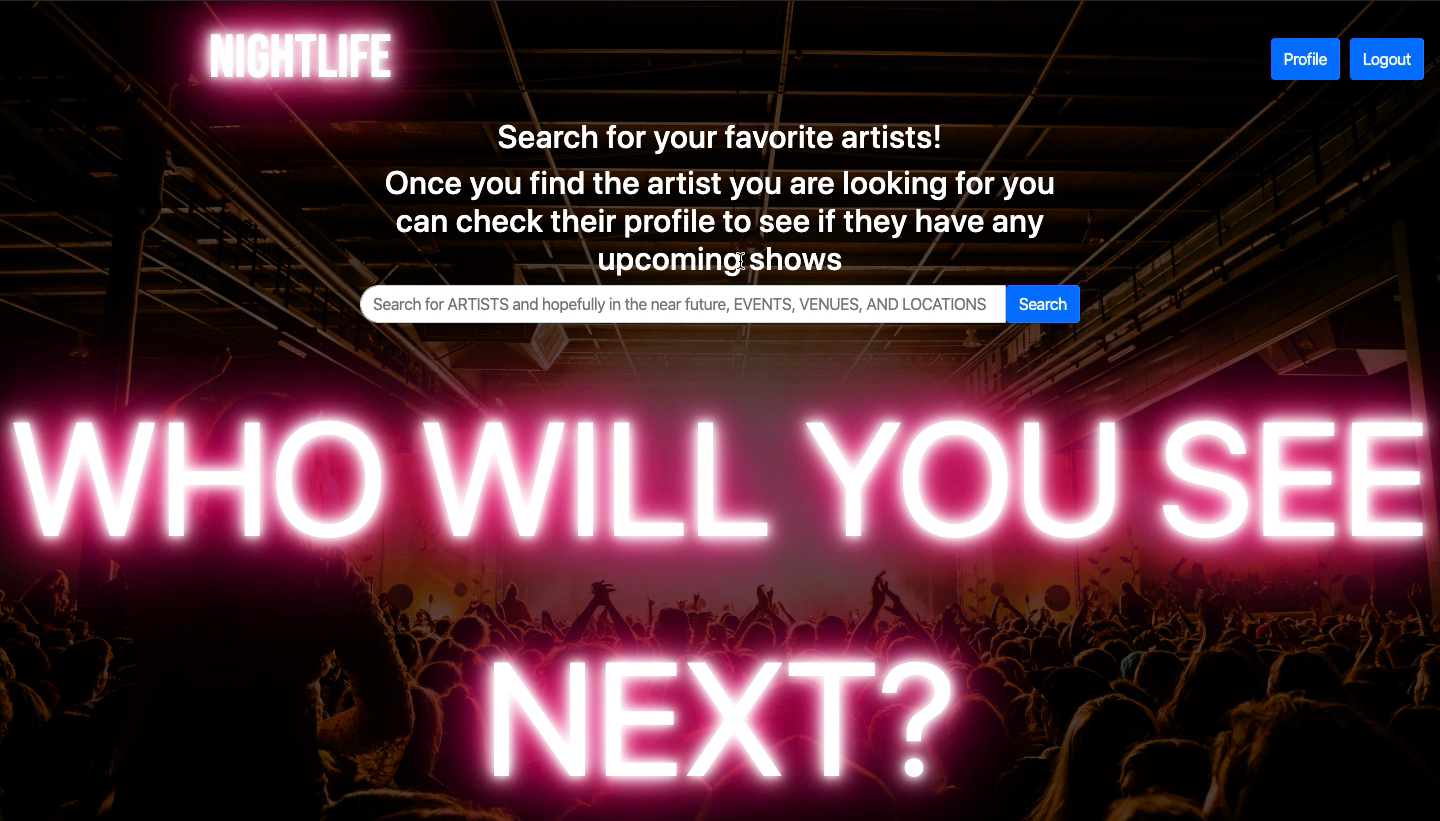 NIGHTLIFE
Profile
Logout
Search for your favorite artists!
Once you find the artist you are looking for you
can check their profile to see if they have any
upcoming shows
Search for ARTISTS and hopefully in the near future, EVENTS, VENUES, AND LOCATIONS
Search
WHO WILL YOU SEE
NEXT?